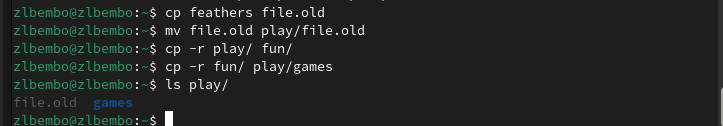 zlbembo@zlbembo:~$ cp feathers file.old
zlbembo@zlbembo:~$ mv file.old play/file.old
zlbembo@zlbembo:~$ cp -r play/ fun/
zlbembo@zlbembo:~$ cp -r fun/ play/games
zlbembo@zlbembo:~$ ls play/
file.old  games
zlbembo@zlbembo:~$